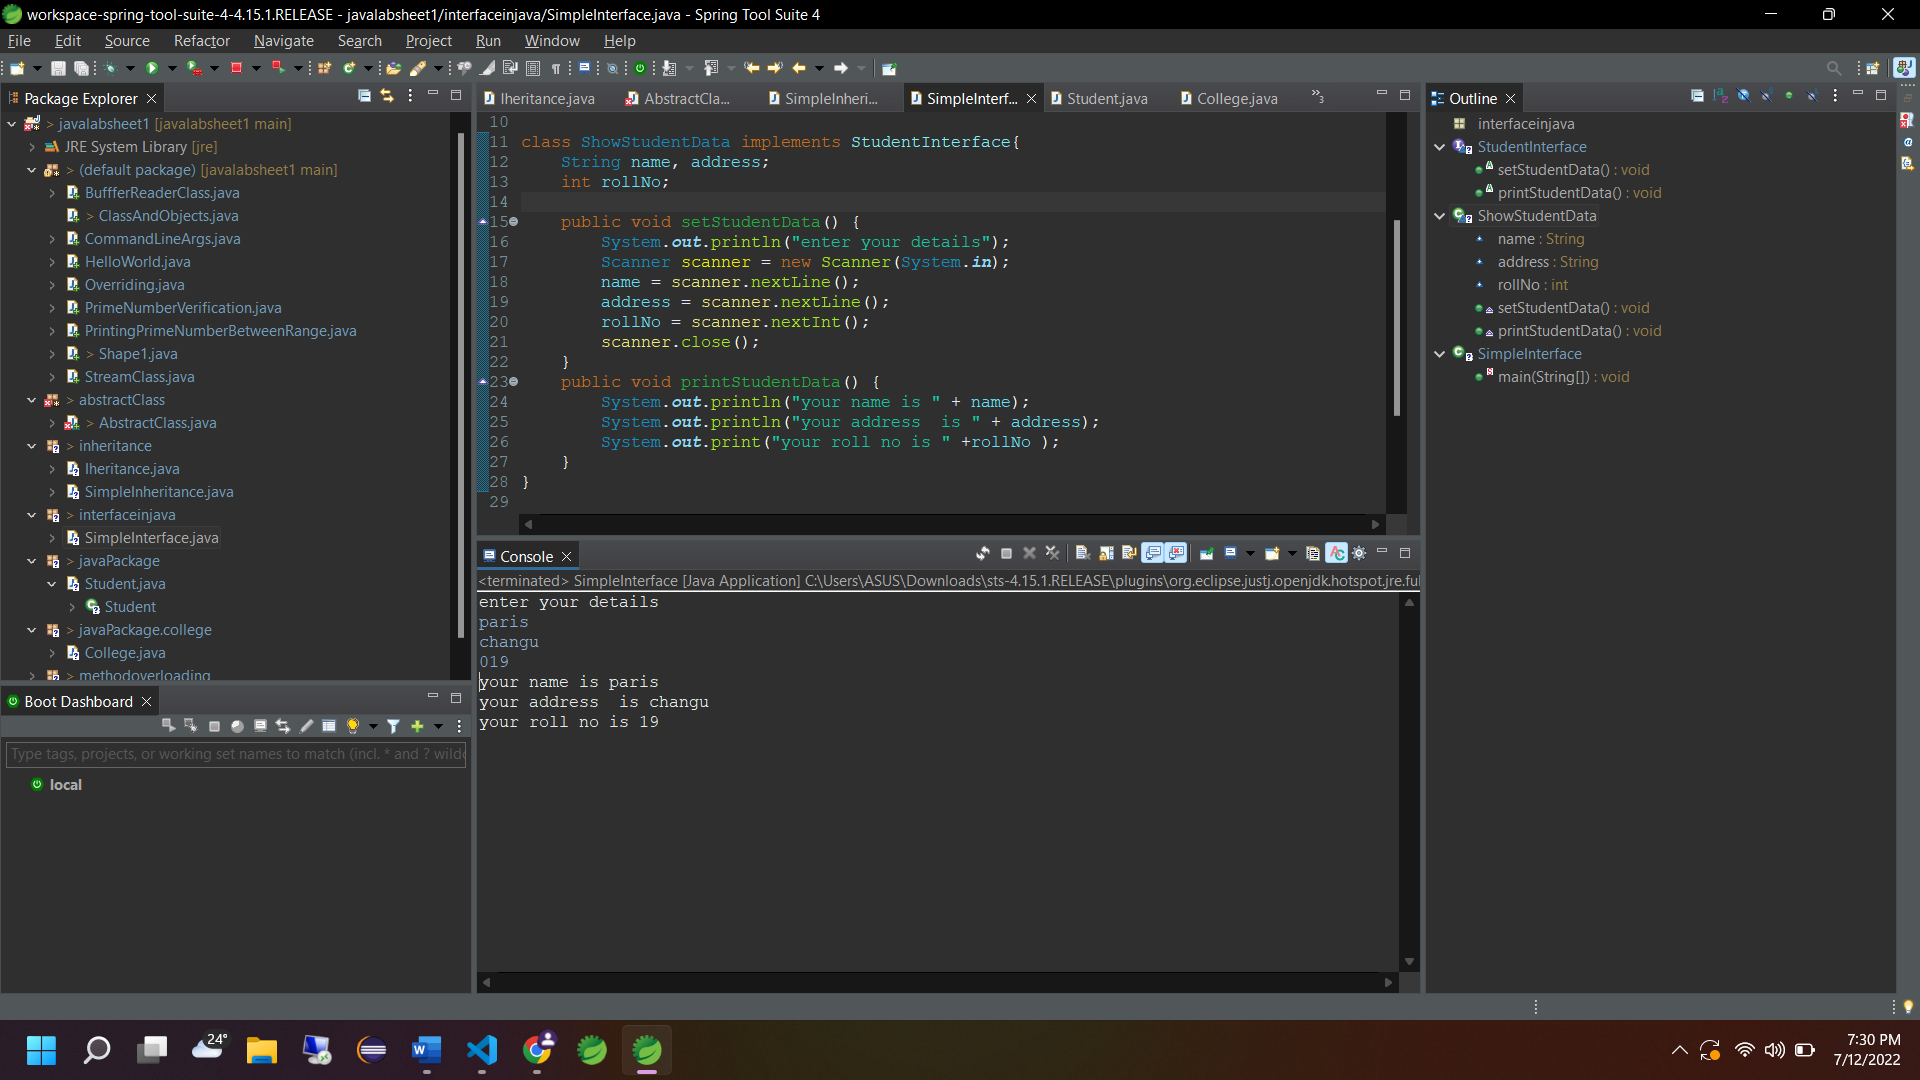 workspace-spring-tool-suite-4-4.15.1.RELEASE - javalabsheet1/interfaceinjava/SimpleInterface.java - Spring Tool Suite 4
File Edit Source Refactor Navigate Search Project Run Window Help
Package Explorer
> javalabsheet1 [javalabsheet1 main]
JRE System Library [jre]
> (default package) [javalabsheet1 main]
BuffferReaderClass.java
> ClassAndObjects.java
CommandLineArgs.java
HelloWorld.java
Overriding.java
PrimeNumberVerification.java
PrintingPrimeNumberBetweenRange.java
> Shape1.java
StreamClass.java
> abstractClass
> AbstractClass.java
> inheritance
Iheritance.java
SimpleInheritance.java
> interfaceinjava
SimpleInterface.java
> javaPackage
Student.java
Student
> javaPackage.college
College.java
> methodoverloading
Boot Dashboard
Type tags, projects, or working set names to match (incl. * and ? wildc
local
Iheritance.java AbstractCla... SimpleInheri... SimpleInterf... Student.java College.java »3
10
11 class ShowStudentData implements StudentInterface{
12     String name, address;
13     int rollNo;
14
15     public void setStudentData() {
16         System.out.println("enter your details");
17         Scanner scanner = new Scanner(System.in);
18         name = scanner.nextLine();
19         address = scanner.nextLine();
20         rollNo = scanner.nextInt();
21         scanner.close();
22     }
23     public void printStudentData() {
24         System.out.println("your name is " + name);
25         System.out.println("your address  is " + address);
26         System.out.print("your roll no is " +rollNo );
27     }
28 }
29
Console
<terminated> SimpleInterface [Java Application] C:\Users\ASUS\Downloads\sts-4.15.1.RELEASE\plugins\org.eclipse.justj.openjdk.hotspot.jre.ful
enter your details
paris
changu
019
your name is paris
your address  is changu
your roll no is 19
Outline
interfaceinjava
StudentInterface
setStudentData() : void
printStudentData() : void
ShowStudentData
name : String
address : String
rollNo : int
setStudentData() : void
printStudentData() : void
SimpleInterface
main(String[]) : void
24°
7:30 PM
7/12/2022